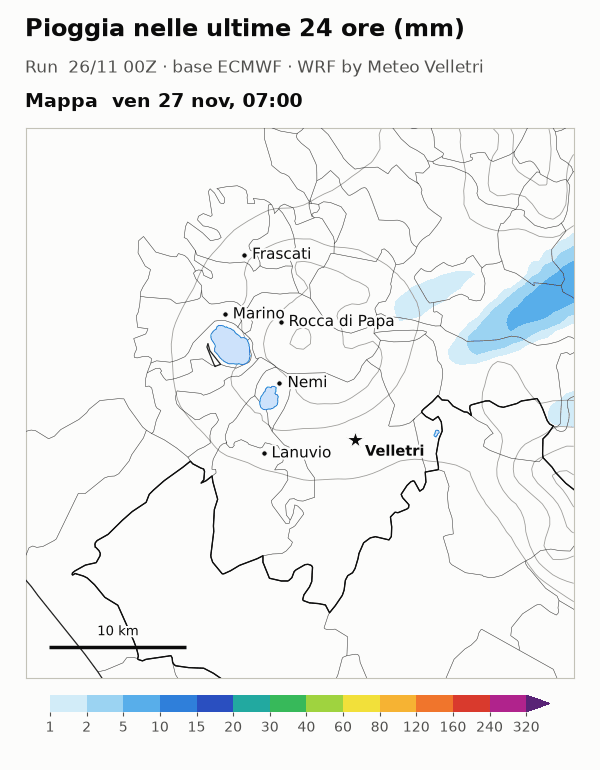 Pioggia nelle ultime 24 ore (mm)
Run 26/11 00Z · base ECMWF · WRF by Meteo Velletri
Mappa ven 27 nov, 07:00
Frascati
Marino
Rocca di Papa
Nemi
Velletri
Lanuvio
10 km
1 2 5 10 15 20 30 40 60 80 120 160 240 320